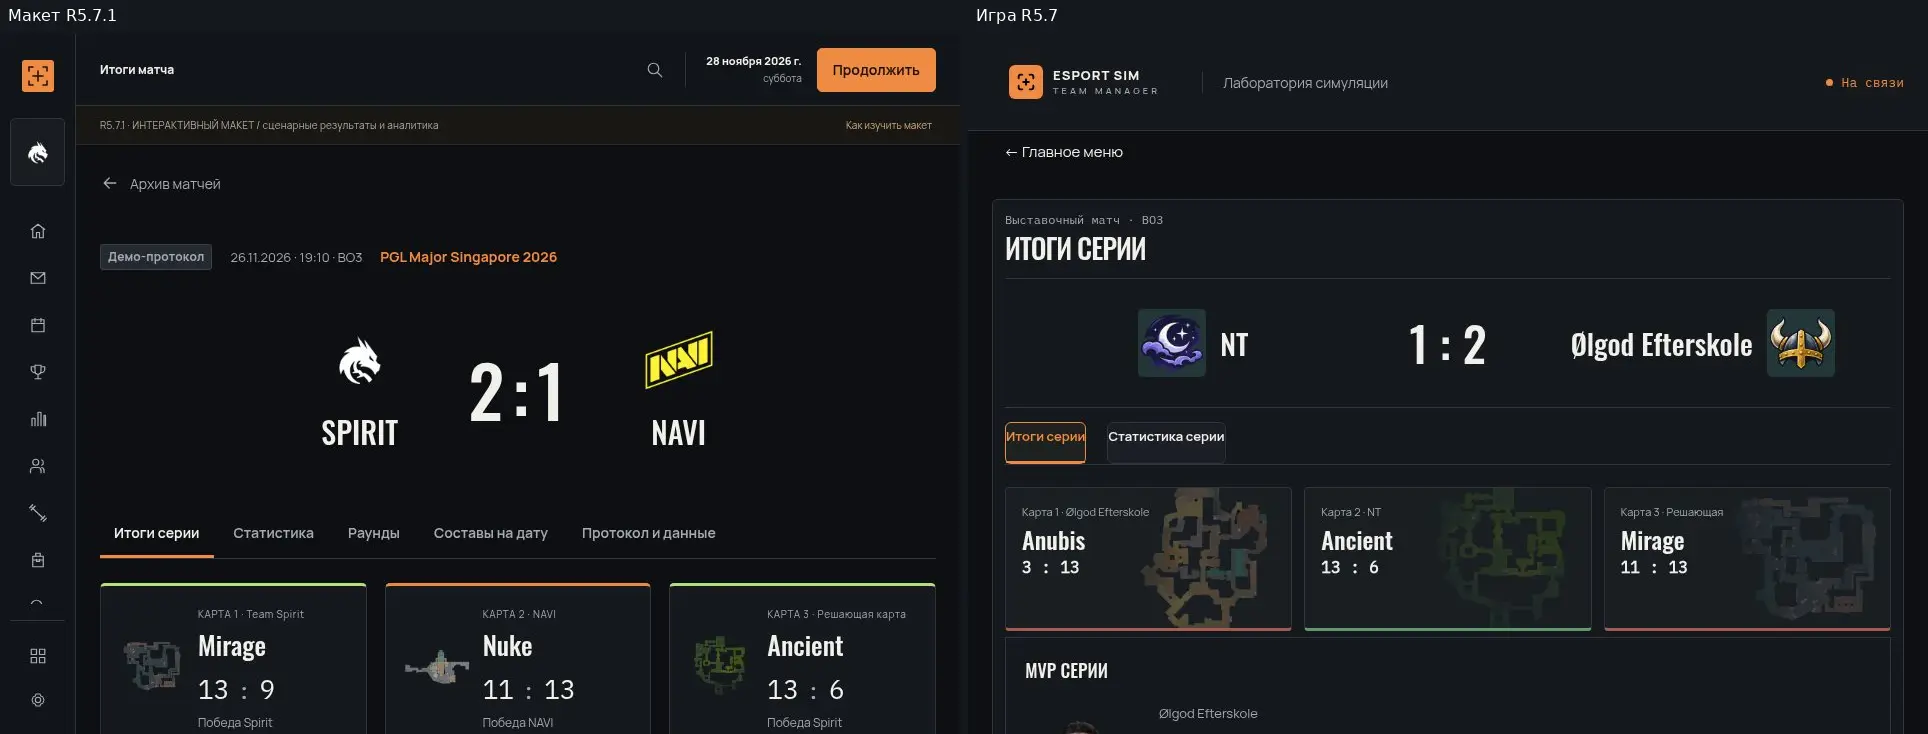 Макет R5.7.1
Итоги матча
28 ноября 2026 г.
суббота
Продолжить
R5.7.1 · ИНТЕРАКТИВНЫЙ МАКЕТ / сценарные результаты и аналитика
Как изучить макет
← Архив матчей
Демо-протокол
26.11.2026 · 19:10 · BO3
PGL Major Singapore 2026
NAVI
SPIRIT
2:1
NAVI
Итоги серии
Статистика
Раунды
Составы на дату
Протокол и данные
КАРТА 1 · Team Spirit
Mirage
13 : 9
Победа Spirit
КАРТА 2 · NAVI
Nuke
11 : 13
Победа NAVI
КАРТА 3 · Решающая карта
Ancient
13 : 6
Победа Spirit
Игра R5.7
ESPORT SIM
TEAM MANAGER
Лаборатория симуляции
На связи
← Главное меню
Выставочный матч · BO3
ИТОГИ СЕРИИ
NT
1 : 2
Ølgod Efterskole
Итоги серии
Статистика серии
Карта 1 · Ølgod Efterskole
Anubis
3 : 13
Карта 2 · NT
Ancient
13 : 6
Карта 3 · Решающая
Mirage
11 : 13
MVP СЕРИИ
Ølgod Efterskole